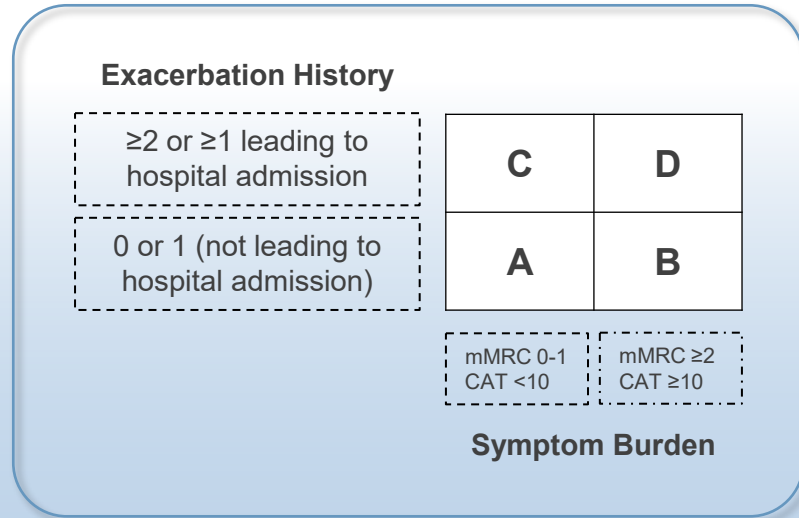 Exacerbation History
≥2 or ≥1 leading to
hospital admission
C
D
0 or 1 (not leading to
hospital admission)
A
B
mMRC 0-1
CAT <10
mMRC ≥2
CAT ≥10
Symptom Burden